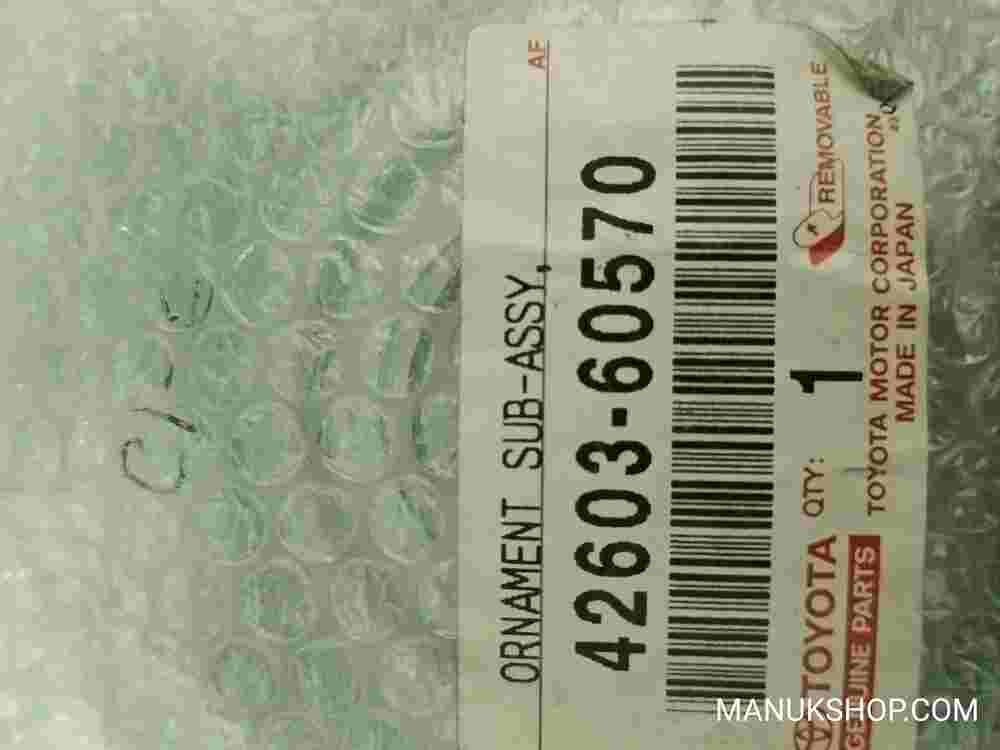 AF
ORNAMENT SUB-ASSY,
42603-60570
QTY: 1
REMOVABLE
TOYOTA
GENUINE PARTS
TOYOTA MOTOR CORPORATION
MADE IN JAPAN
MANUKSHOP.COM